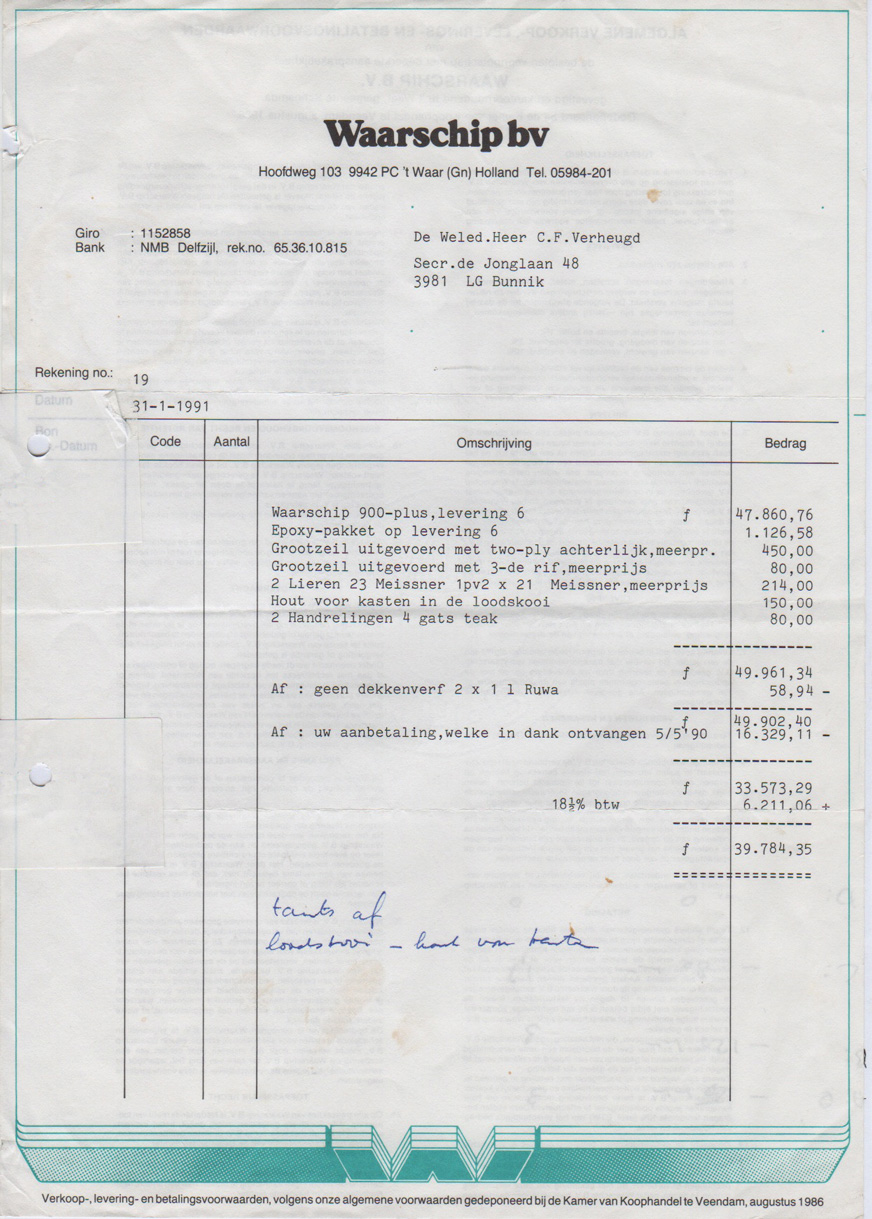 Waarschip bv
Hoofdweg 103 9942 PC 't Waar (Gn) Holland Tel. 05984-201
Giro : 1152858
Bank : NMB Delfzijl, rek.no. 65.36.10.815
De Weled.Heer C.F.Verheugd
Secr.de Jonglaan 48
3981 LG Bunnik
Rekening no.: 19
Datum 31-1-1991
Bon
-Datum
Code Aantal Omschrijving Bedrag
Waarschip 900-plus,levering 6 ƒ 47.860,76
Epoxy-pakket op levering 6 1.126,58
Grootzeil uitgevoerd met two-ply achterlijk,meerpr. 450,00
Grootzeil uitgevoerd met 3-de rif,meerprijs 80,00
2 Lieren 23 Meissner 1pv2 x 21 Meissner,meerprijs 214,00
Hout voor kasten in de loodskooi 150,00
2 Handrelingen 4 gats teak 80,00
ƒ 49.961,34
Af : geen dekkenverf 2 x 1 l Ruwa 58,94 -
ƒ 49.902,40
Af : uw aanbetaling,welke in dank ontvangen 5/5'90 16.329,11 -
ƒ 33.573,29
18½% btw 6.211,06 +
ƒ 39.784,35
af
Verkoop-, levering- en betalingsvoorwaarden, volgens onze algemene voorwaarden gedeponeerd bij de Kamer van Koophandel te Veendam, augustus 1986